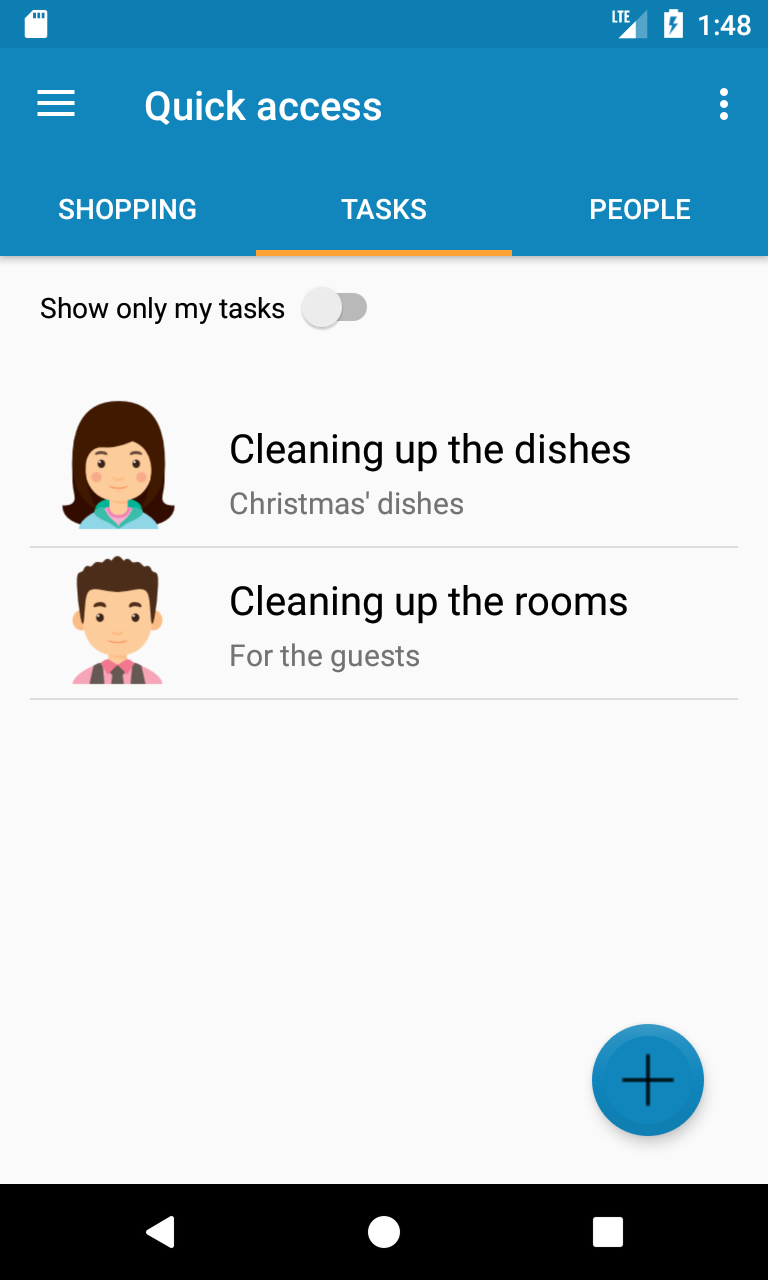 LTE 1:48
Quick access
SHOPPING TASKS PEOPLE
Show only my tasks
Cleaning up the dishes
Christmas' dishes
Cleaning up the rooms
For the guests